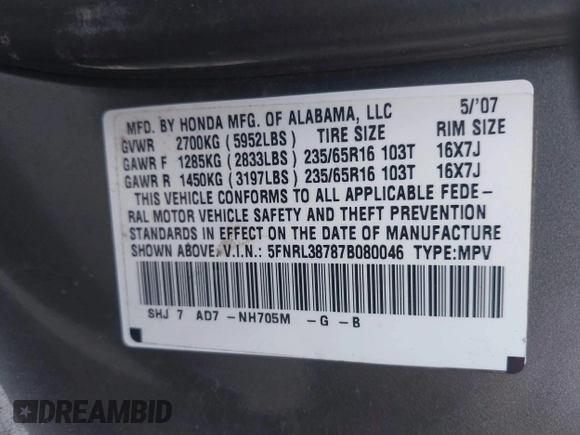 MFD. BY HONDA MFG. OF ALABAMA, LLC 5/'07
GVWR 2700KG (5952LBS) TIRE SIZE RIM SIZE
GAWR F 1285KG (2833LBS) 235/65R16 103T 16X7J
GAWR R 1450KG (3197LBS) 235/65R16 103T 16X7J
THIS VEHICLE CONFORMS TO ALL APPLICABLE FEDE-
RAL MOTOR VEHICLE SAFETY AND THEFT PREVENTION
STANDARDS IN EFFECT ON THE DATE OF MANUFACTURE
SHOWN ABOVE. V.I.N.: 5FNRL38787B080046 TYPE:MPV
SHJ 7 AD7 -NH705M -G -B
DREAMBID